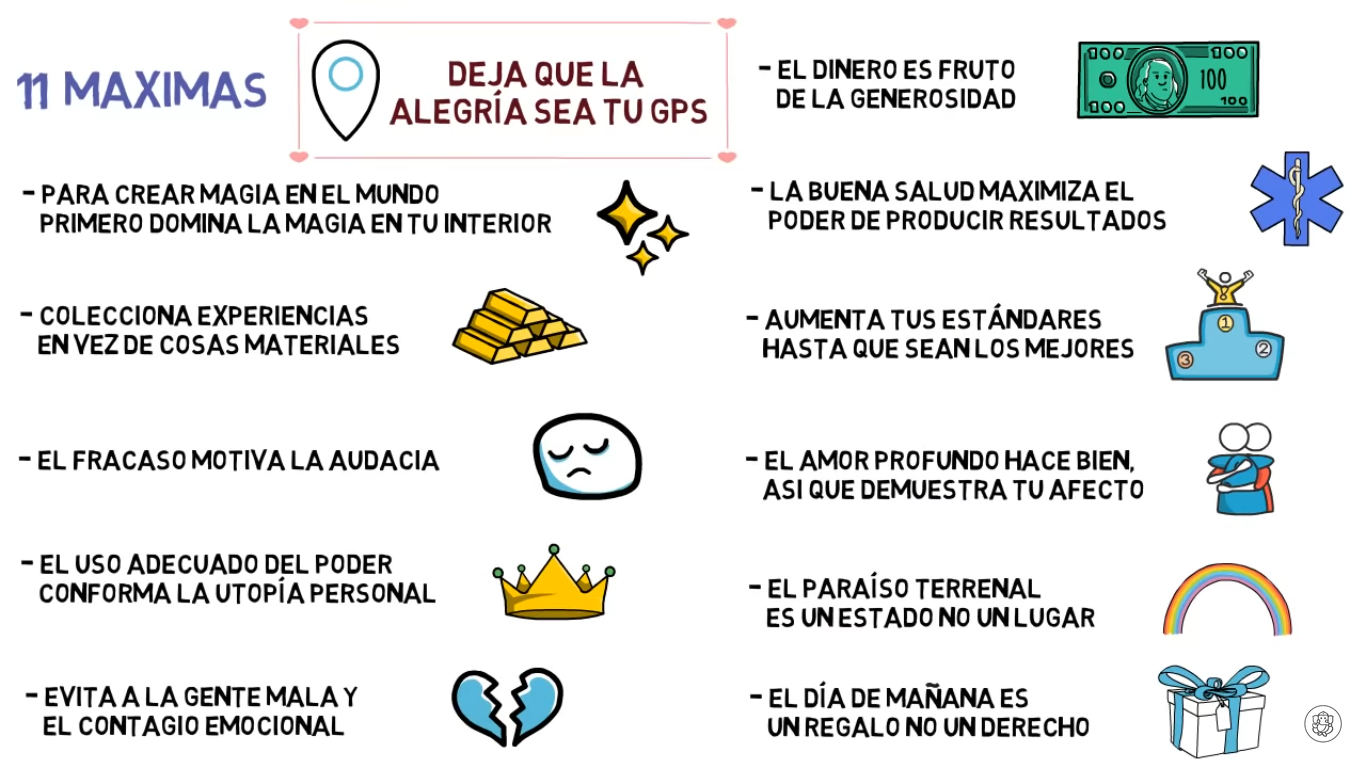 11 MAXIMAS
DEJA QUE LA
ALEGRÍA SEA TU GPS
- PARA CREAR MAGIA EN EL MUNDO
PRIMERO DOMINA LA MAGIA EN TU INTERIOR
- COLECCIONA EXPERIENCIAS
EN VEZ DE COSAS MATERIALES
- EL FRACASO MOTIVA LA AUDACIA
- EL USO ADECUADO DEL PODER
CONFORMA LA UTOPÍA PERSONAL
- EVITA A LA GENTE MALA Y
EL CONTAGIO EMOCIONAL
- EL DINERO ES FRUTO
DE LA GENEROSIDAD
100 100
100
100 100
- LA BUENA SALUD MAXIMIZA EL
PODER DE PRODUCIR RESULTADOS
- AUMENTA TUS ESTÁNDARES
HASTA QUE SEAN LOS MEJORES
1
2
3
- EL AMOR PROFUNDO HACE BIEN,
ASI QUE DEMUESTRA TU AFECTO
- EL PARAÍSO TERRENAL
ES UN ESTADO NO UN LUGAR
- EL DÍA DE MAÑANA ES
UN REGALO NO UN DERECHO